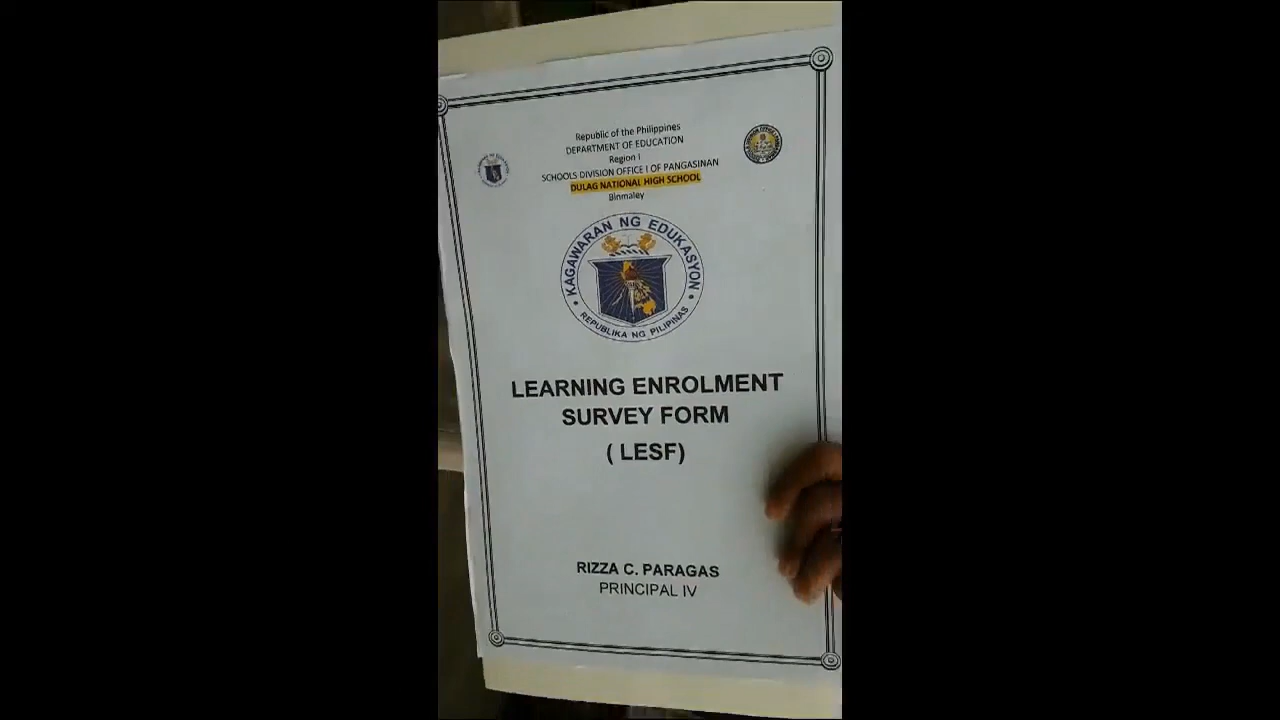 Republic of the Philippines
DEPARTMENT OF EDUCATION
Region I
SCHOOLS DIVISION OFFICE I OF PANGASINAN
DULAG NATIONAL HIGH SCHOOL
Binmaley
KAGAWARAN NG EDUKASYON
REPUBLIKA NG PILIPINAS
LEARNING ENROLMENT
SURVEY FORM
( LESF)
RIZZA C. PARAGAS
PRINCIPAL IV